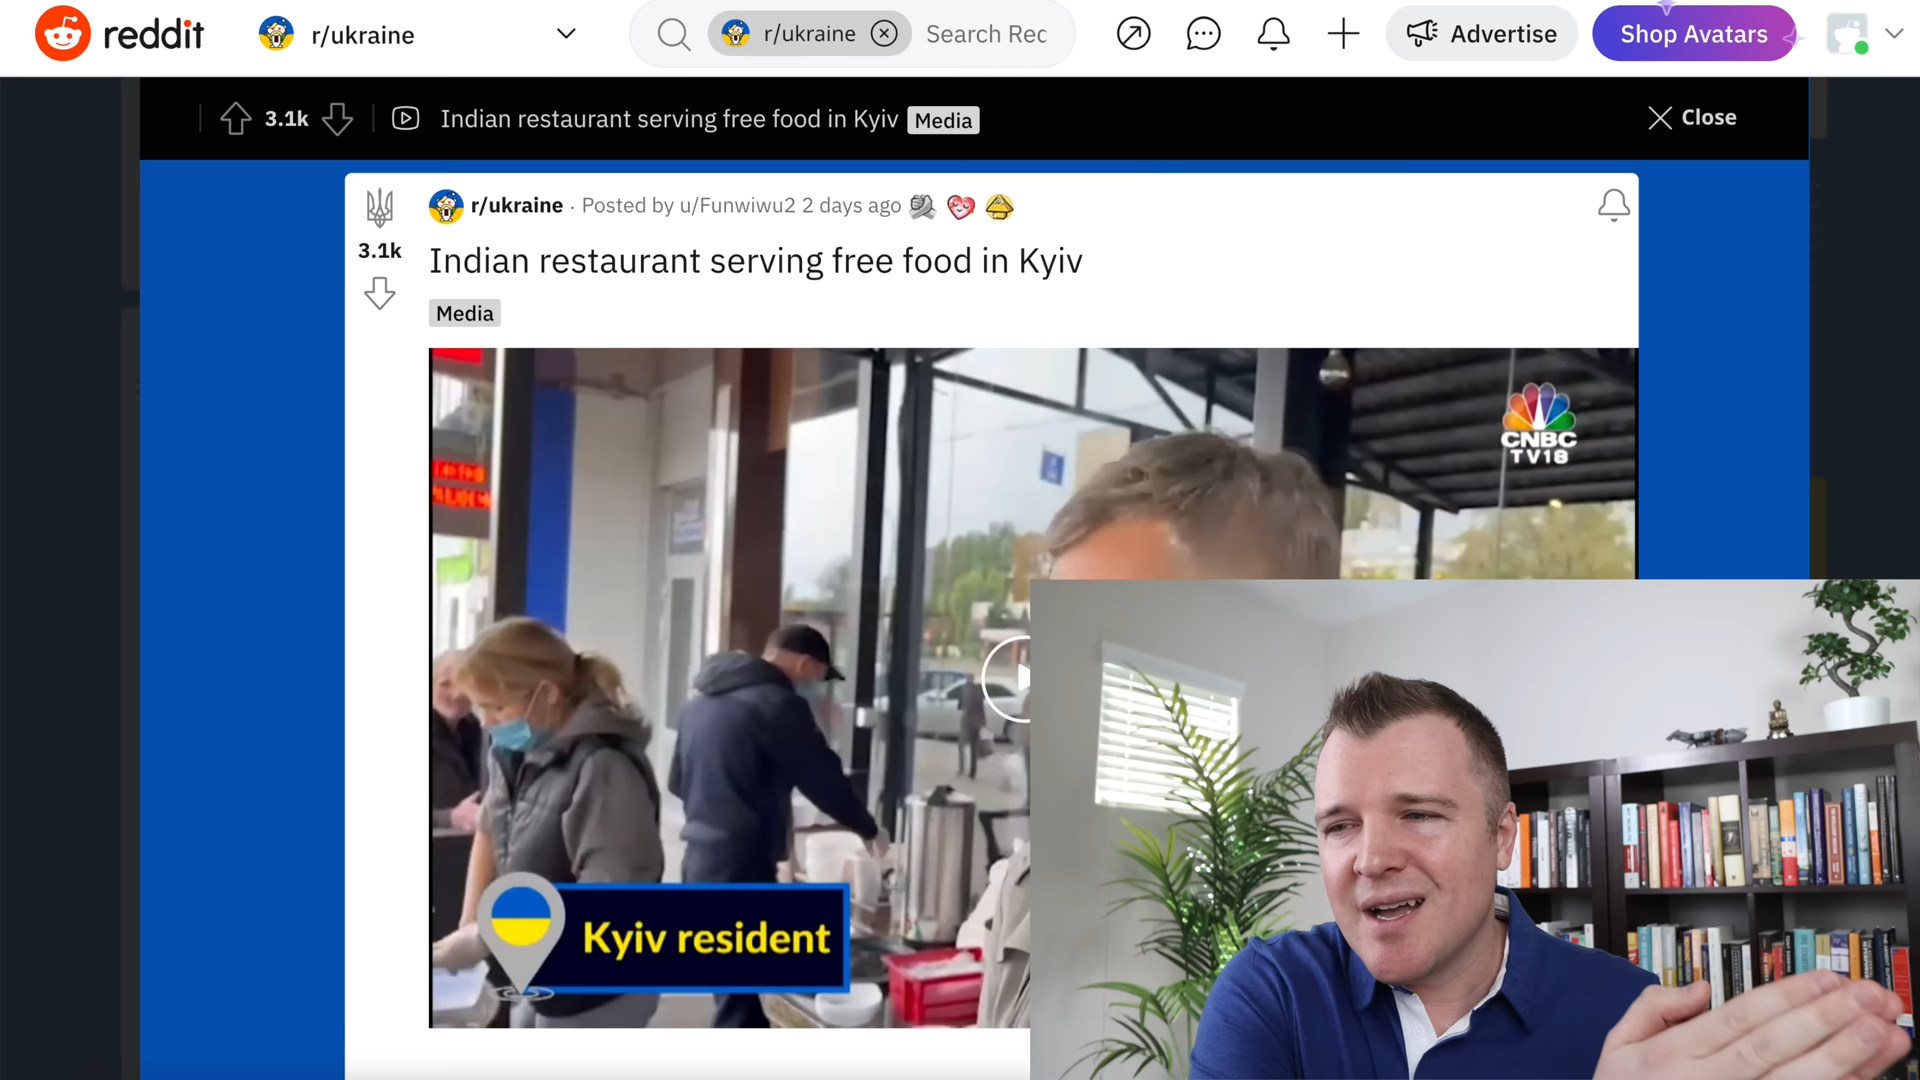 reddit
r/ukraine
r/ukraine
Search Rec
Advertise
Shop Avatars
3.1k
Indian restaurant serving free food in Kyiv
Media
Close
r/ukraine · Posted by u/Funwiwu2 2 days ago
3.1k
Indian restaurant serving free food in Kyiv
Media
CNBC
TV18
Kyiv resident